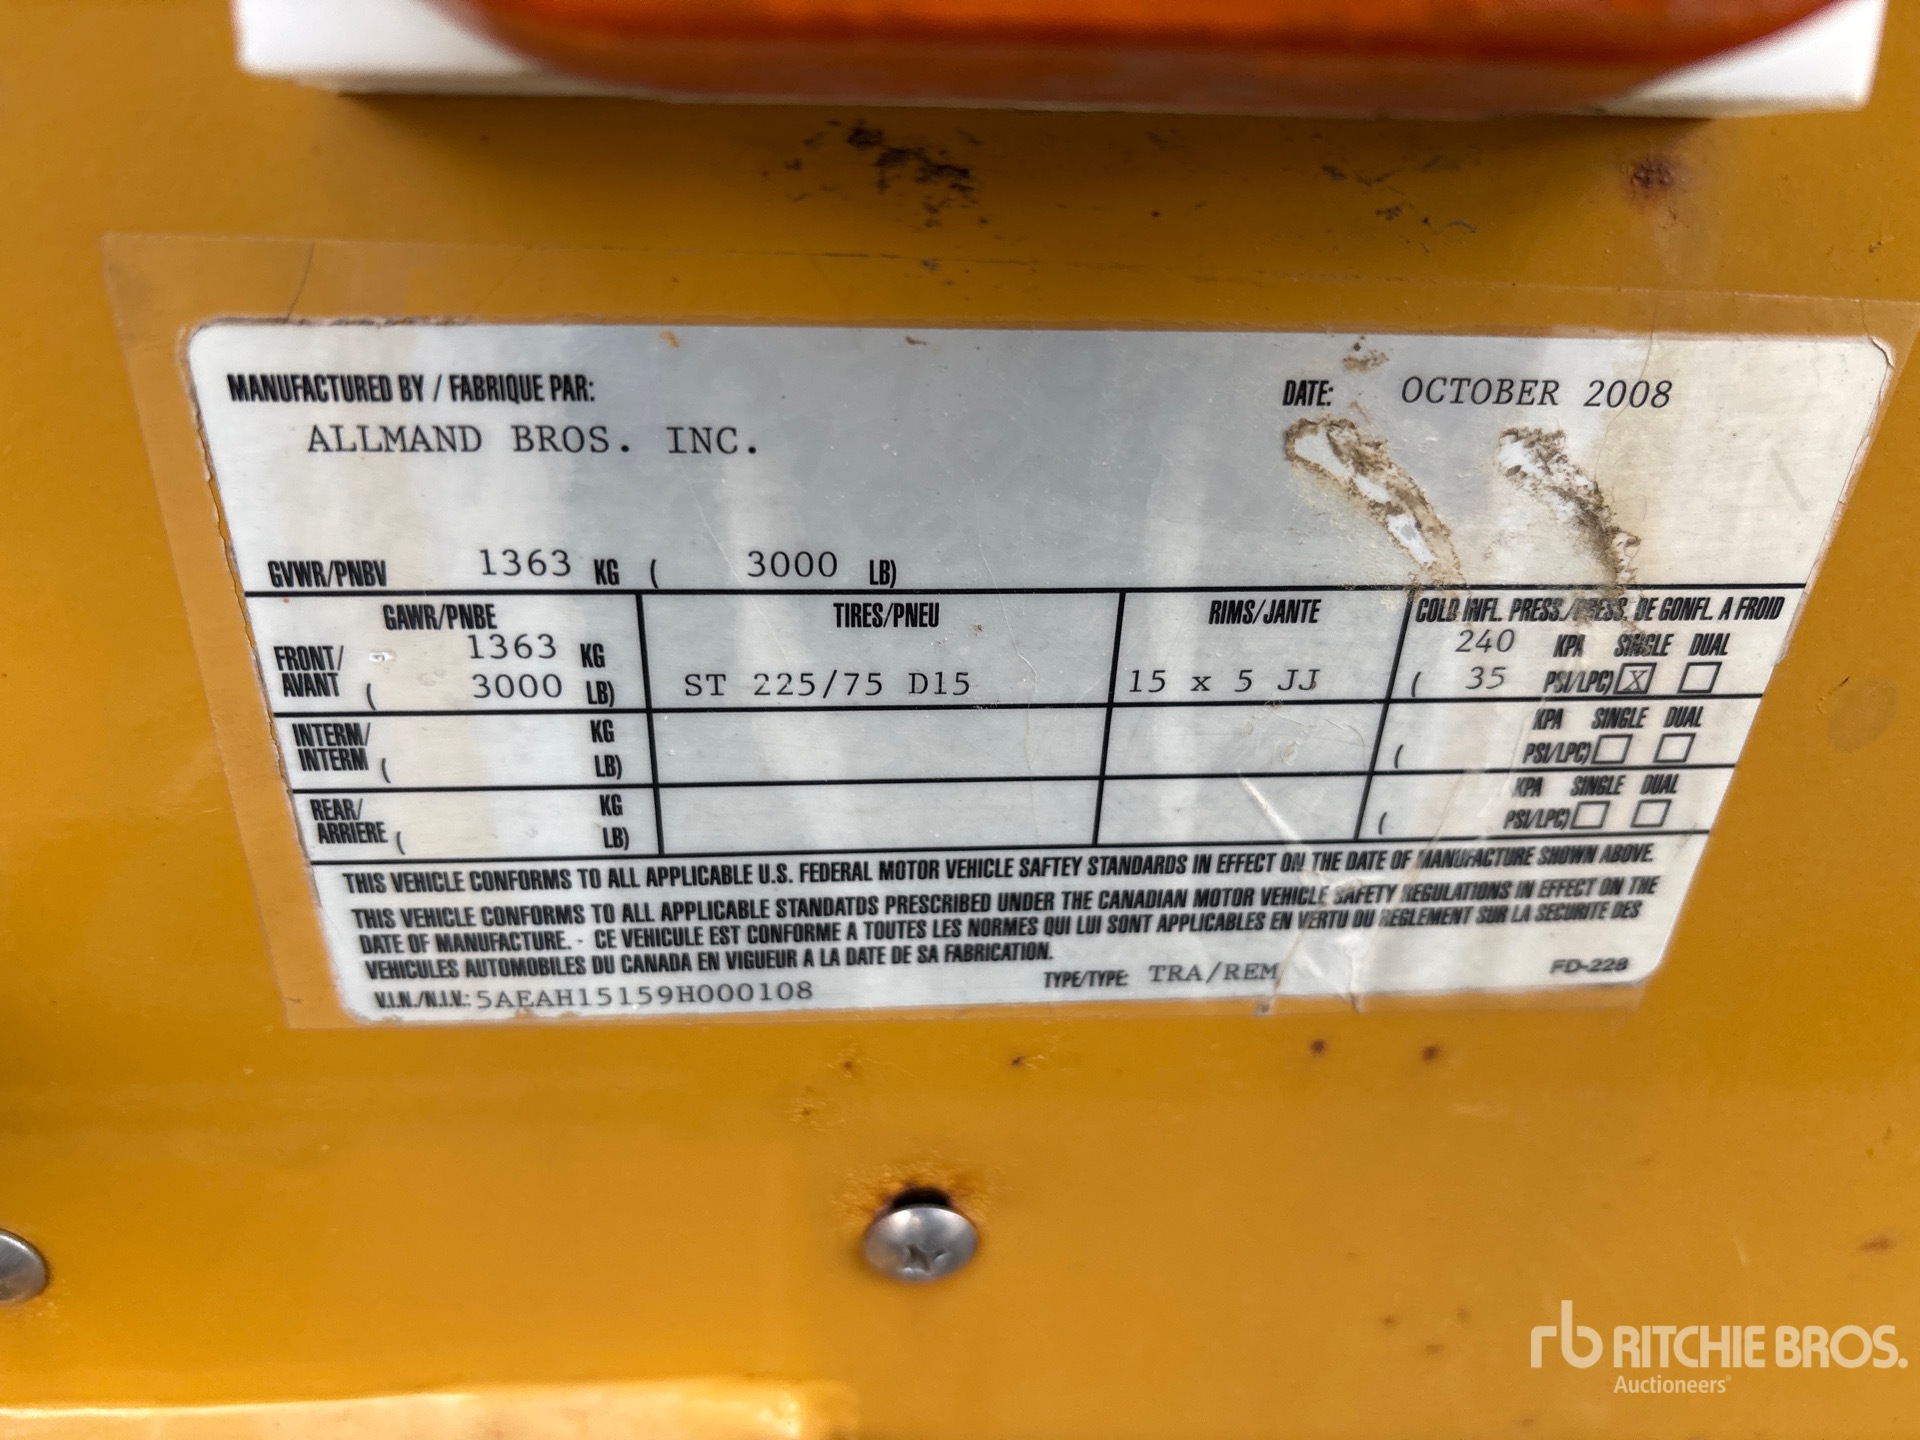 MANUFACTURED BY / FABRIQUE PAR: DATE: OCTOBER 2008
ALLMAND BROS. INC.
GVWR/PNBV 1363 KG ( 3000 LB)
GAWR/PNBE TIRES/PNEU RIMS/JANTE COLD INFL. PRESS./PRESS. DE GONFL. A FROID
FRONT/ 1363 KG 240 KPA SINGLE DUAL
AVANT ( 3000 LB) ST 225/75 D15 15 x 5 JJ ( 35 PSI/LPC) X
INTERM/ KG KPA SINGLE DUAL
INTERM ( LB) ( PSI/LPC)
REAR/ KG KPA SINGLE DUAL
ARRIERE ( LB) ( PSI/LPC)
THIS VEHICLE CONFORMS TO ALL APPLICABLE U.S. FEDERAL MOTOR VEHICLE SAFTEY STANDARDS IN EFFECT ON THE DATE OF MANUFACTURE SHOWN ABOVE.
THIS VEHICLE CONFORMS TO ALL APPLICABLE STANDATDS PRESCRIBED UNDER THE CANADIAN MOTOR VEHICLE SAFETY REGULATIONS IN EFFECT ON THE
DATE OF MANUFACTURE. - CE VEHICULE EST CONFORME A TOUTES LES NORMES QUI LUI SONT APPLICABLES EN VERTU DU REGLEMENT SUR LA SECURITE DES
VEHICULES AUTOMOBILES DU CANADA EN VIGUEUR A LA DATE DE SA FABRICATION.
V.I.N./N.I.V.: 5AEAH15159H000108 TYPE/TYPE: TRA/REM FD-228
rb RITCHIE BROS.
Auctioneers